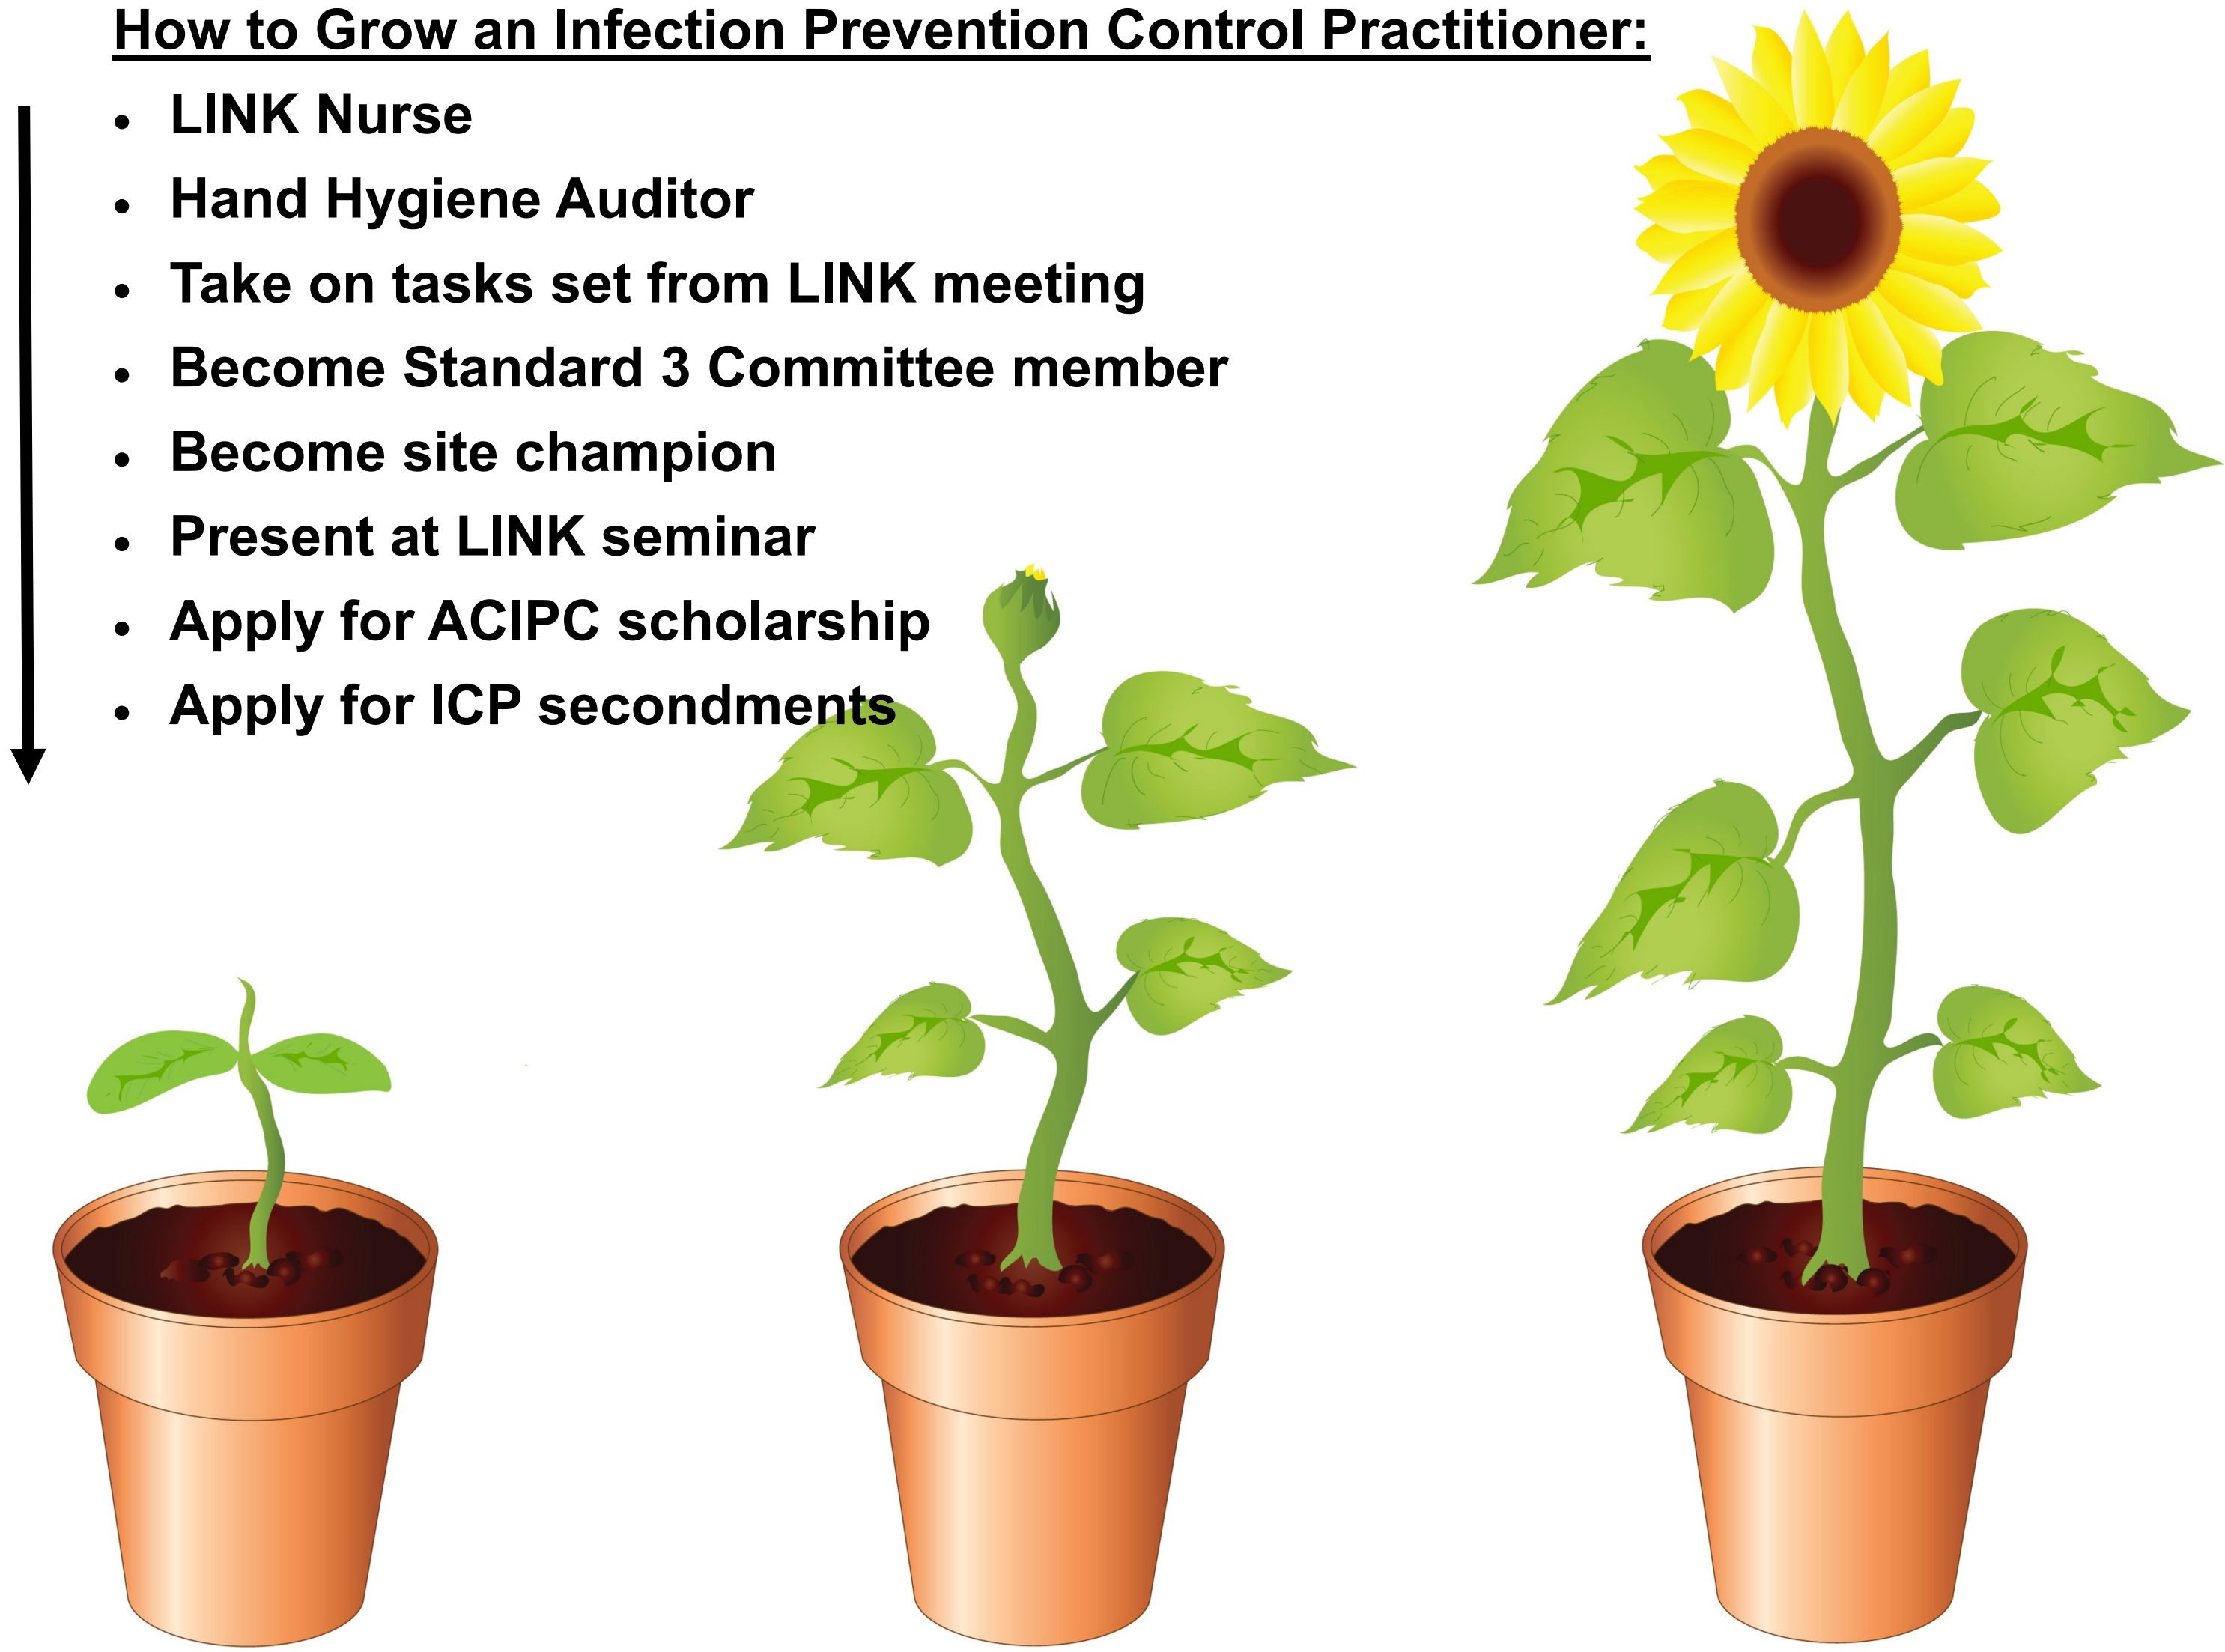 How to Grow an Infection Prevention Control Practitioner:
• LINK Nurse
• Hand Hygiene Auditor
• Take on tasks set from LINK meeting
• Become Standard 3 Committee member
• Become site champion
• Present at LINK seminar
• Apply for ACIPC scholarship
• Apply for ICP secondments